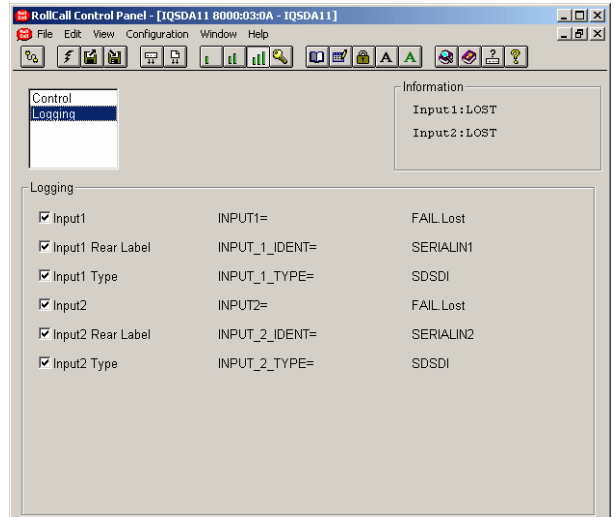 RollCall Control Panel - [IQSDA11 8000:03:0A - IQSDA11]
File Edit View Configuration Window Help
A A
Control
Logging
Information
Input1:LOST
Input2:LOST
Logging
Input1 INPUT1= FAIL.Lost
Input1 Rear Label INPUT_1_IDENT= SERIALIN1
Input1 Type INPUT_1_TYPE= SDSDI
Input2 INPUT2= FAIL.Lost
Input2 Rear Label INPUT_2_IDENT= SERIALIN2
Input2 Type INPUT_2_TYPE= SDSDI